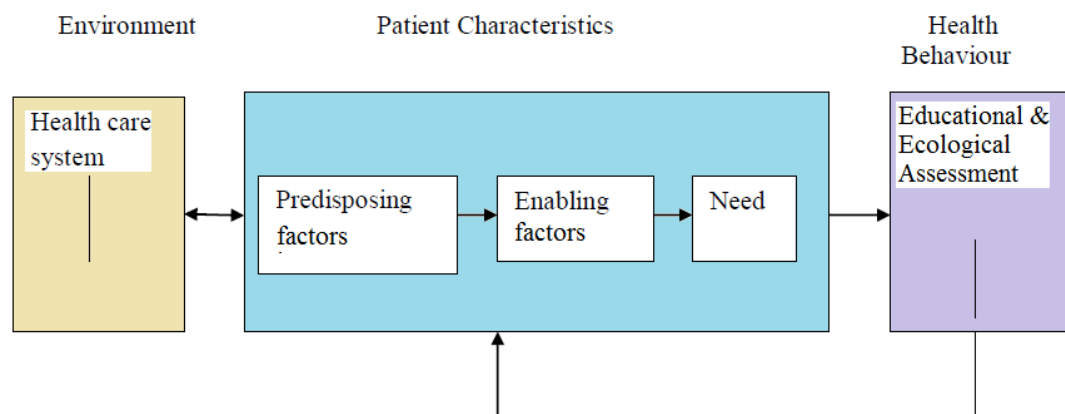 Environment
Patient Characteristics
Health
Behaviour
Health care
system
Predisposing
factors
Enabling
factors
Need
Educational &
Ecological
Assessment